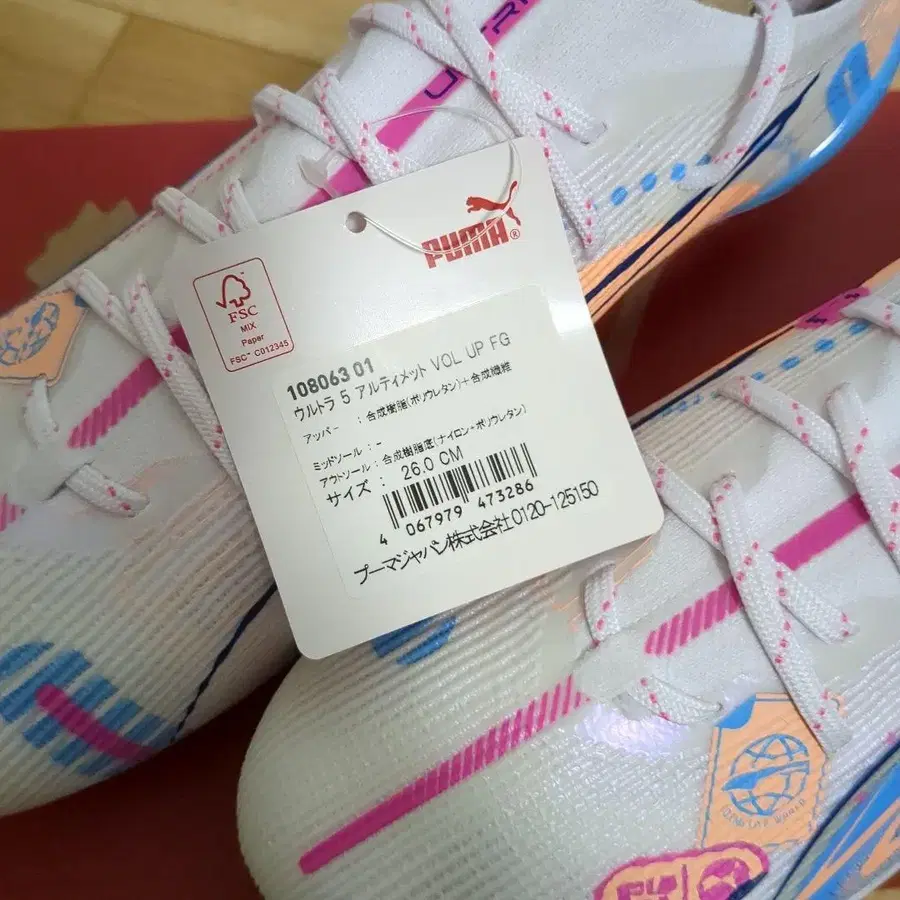 PUMA®
FSC
MIX
Paper
FSC™ C012345
108063 01
ウルトラ 5 アルティメット VOL UP FG
アッパー : 合成樹脂(ポリウレタン)+合成繊維
ミッドソール : -
アウトソール : 合成樹脂底(ナイロン+ポリウレタン)
サイズ : 26.0 CM
4 067979 473286
プーマジャパン株式会社 0120-125150